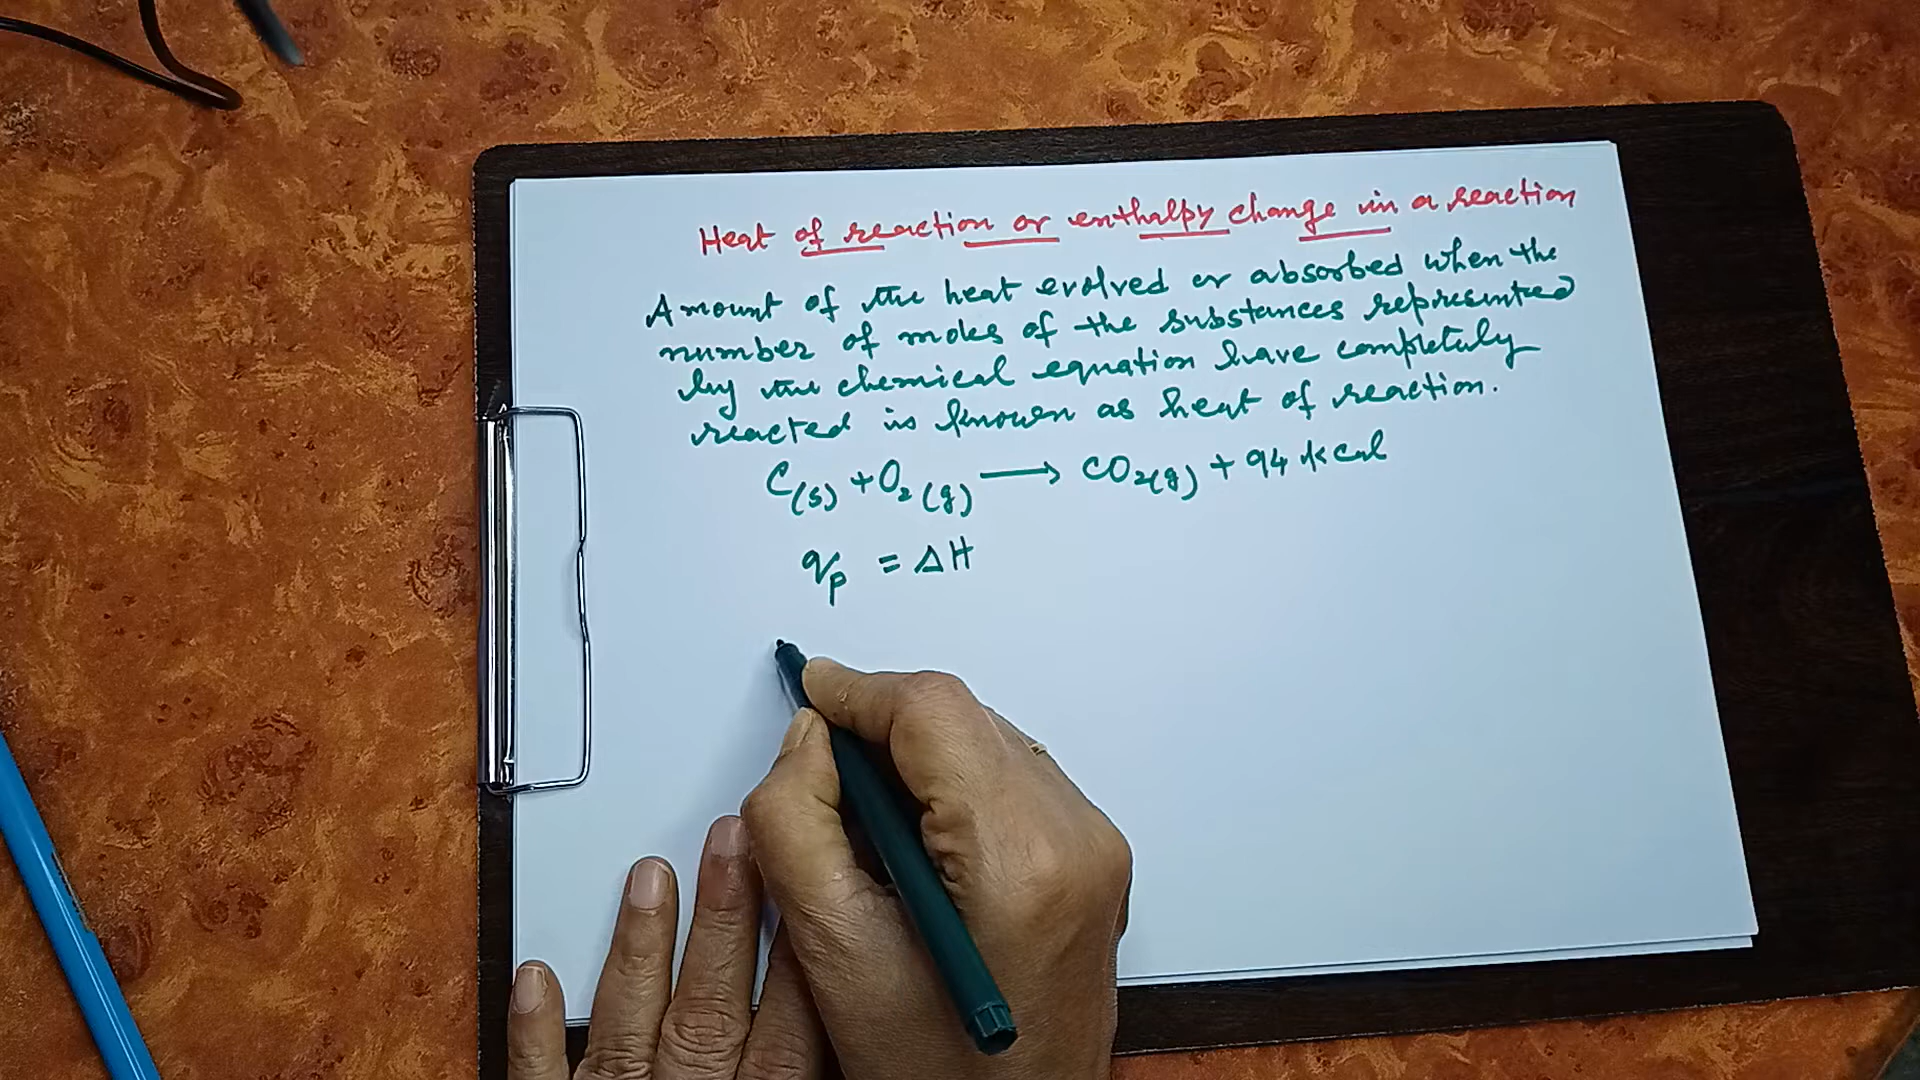 Heat of reaction or enthalpy change in a reaction
Amount of the heat evolved or absorbed when the
number of moles of the substances represented
by the chemical equation have completely
reacted is known as heat of reaction.
C(s) + O₂(g) ⟶ CO₂(g) + 94 kcal
qₚ = ΔH